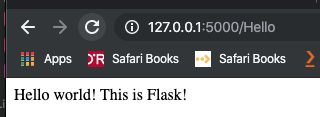 127.0.0.1:5000/Hello
Apps Safari Books Safari Books
Hello world! This is Flask!